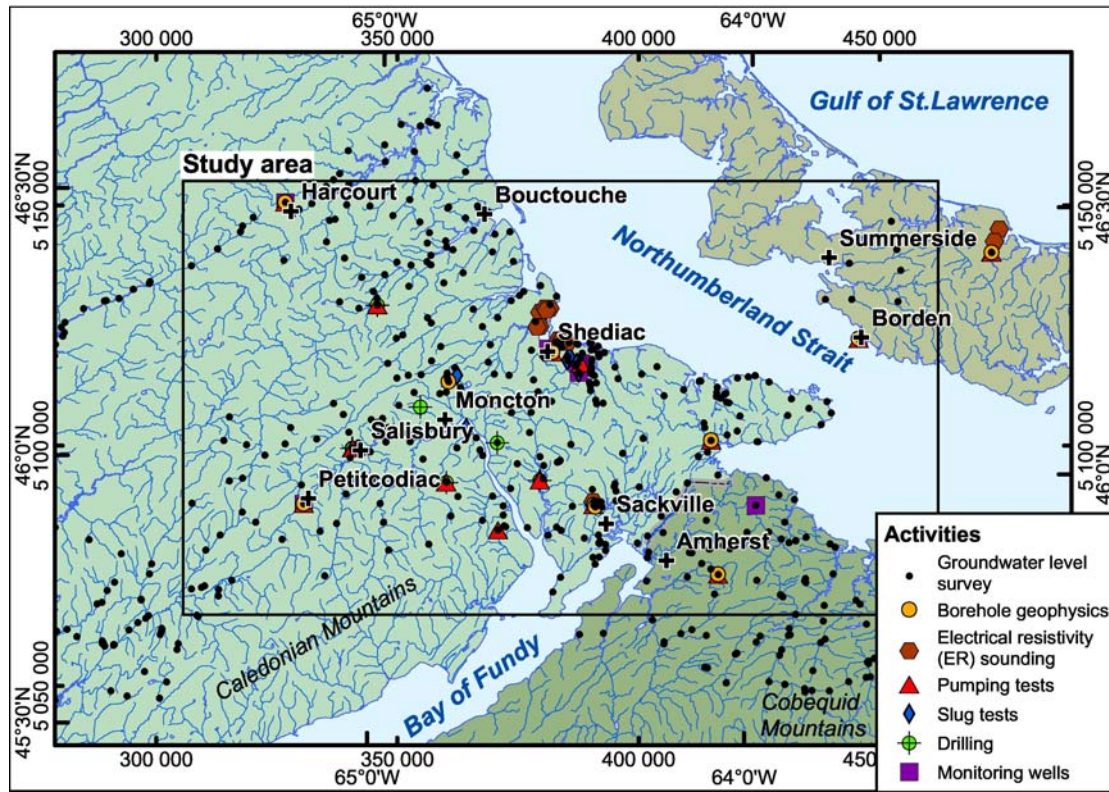 65°0'W
64°0'W
300 000
350 000
400 000
450 000
Gulf of St.Lawrence
Study area
46°30'N
5 150 000
Harcourt
Bouctouche
5 150 000
46°30'N
Summerside
Northumberland Strait
Borden
Shediac
Moncton
Salisbury
46°0'N
5 100 000
5 100 000
46°0'N
Petitcodiac
Sackville
Amherst
Caledonian Mountains
Bay of Fundy
Cobequid
Mountains
45°30'N
5 050 000
300 000
350 000
400 000
450 000
65°0'W
64°0'W
Activities
Groundwater level
survey
Borehole geophysics
Electrical resistivity
(ER) sounding
Pumping tests
Slug tests
Drilling
Monitoring wells